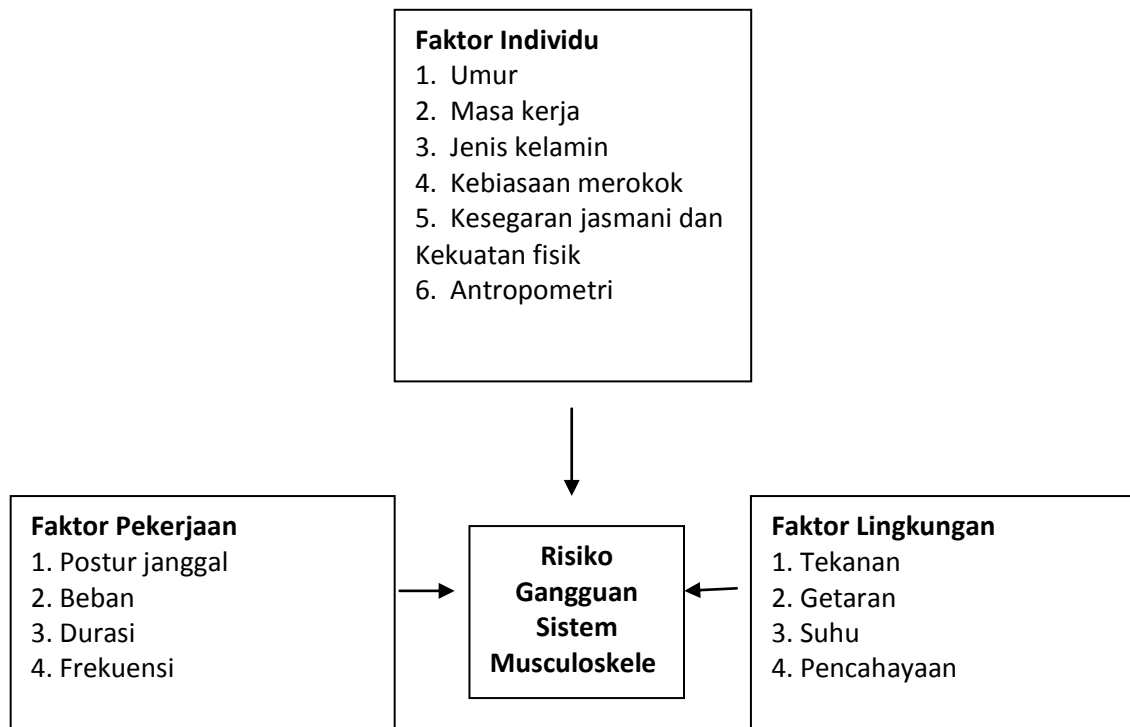 Faktor Individu
1. Umur
2. Masa kerja
3. Jenis kelamin
4. Kebiasaan merokok
5. Kesegaran jasmani dan
Kekuatan fisik
6. Antropometri
Faktor Pekerjaan
1. Postur janggal
2. Beban
3. Durasi
4. Frekuensi
Risiko
Gangguan
Sistem
Musculoskele
Faktor Lingkungan
1. Tekanan
2. Getaran
3. Suhu
4. Pencahayaan